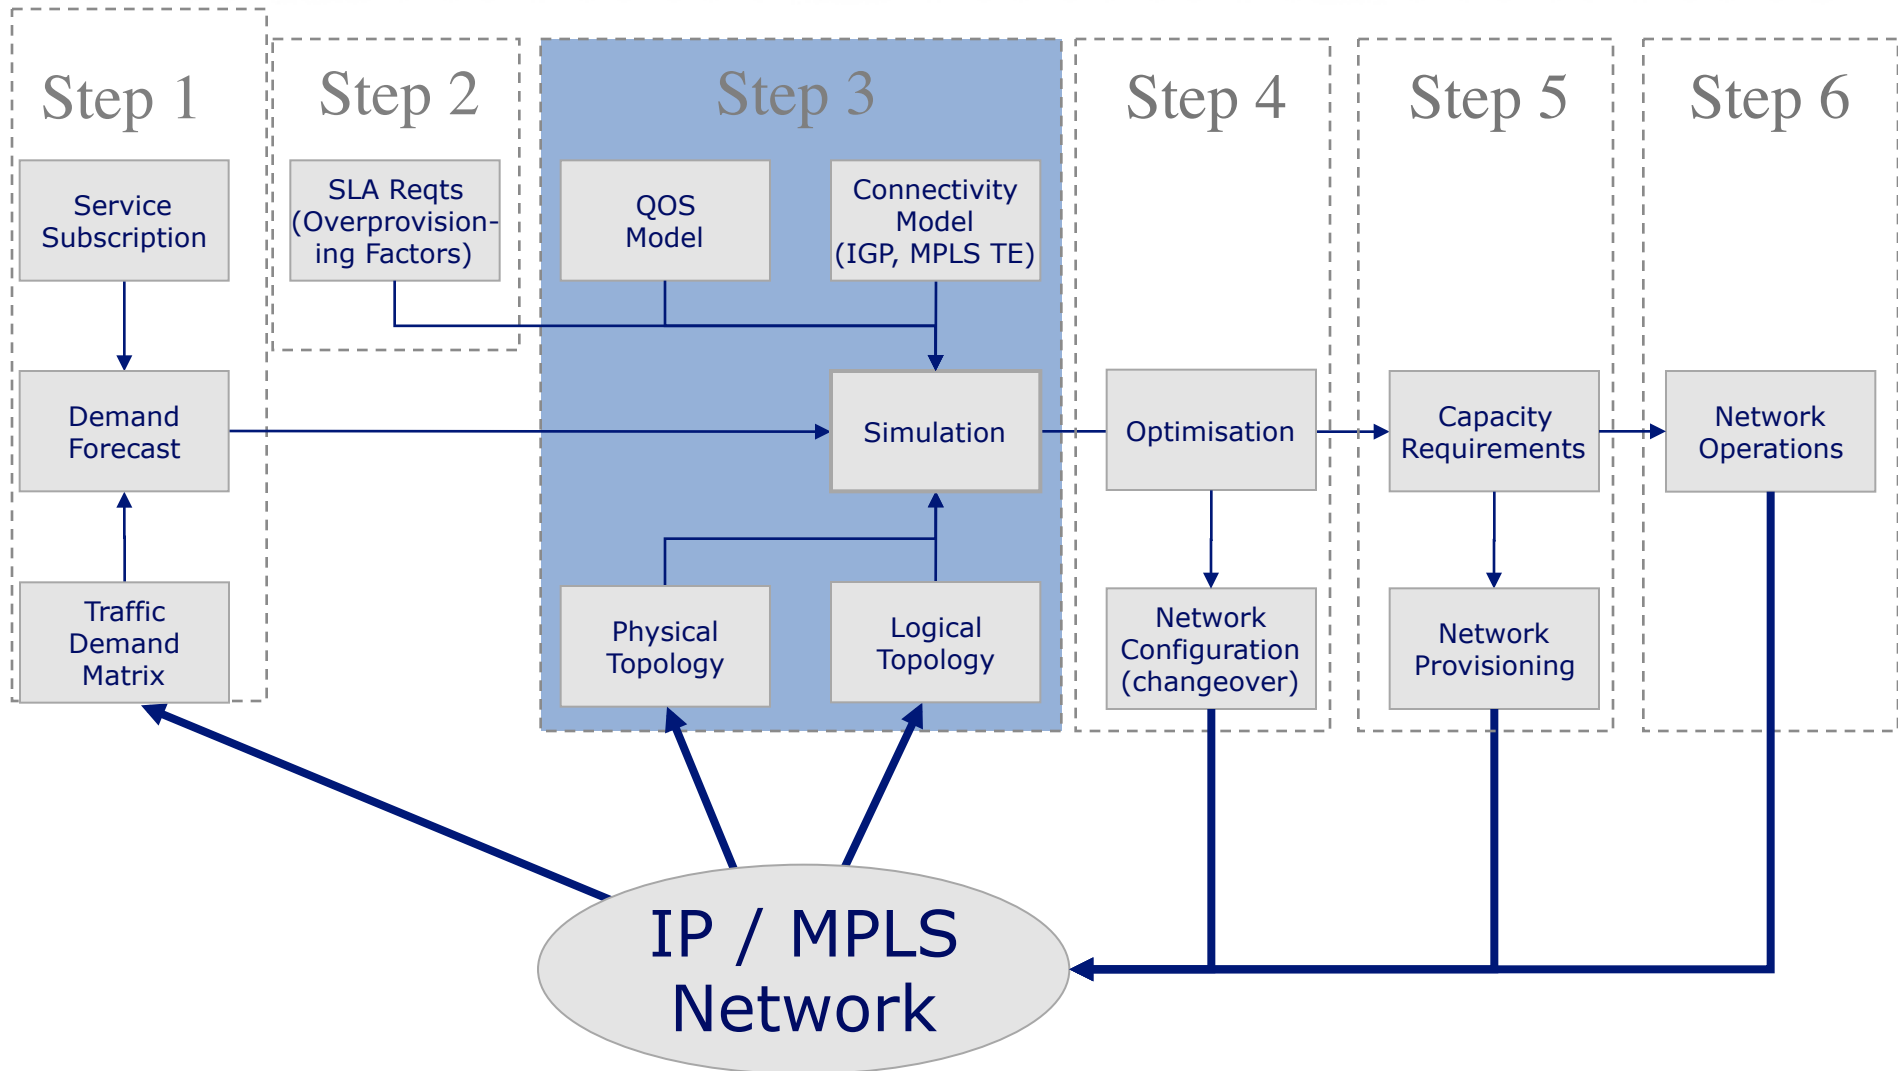 Step 1
Step 2
Step 3
Step 4
Step 5
Step 6
Service
Subscription
SLA Reqts
(Overprovision-
ing Factors)
QOS
Model
Connectivity
Model
(IGP, MPLS TE)
Demand
Forecast
Simulation
Optimisation
Capacity
Requirements
Network
Operations
Traffic
Demand
Matrix
Physical
Topology
Logical
Topology
Network
Configuration
(changeover)
Network
Provisioning
IP / MPLS
Network